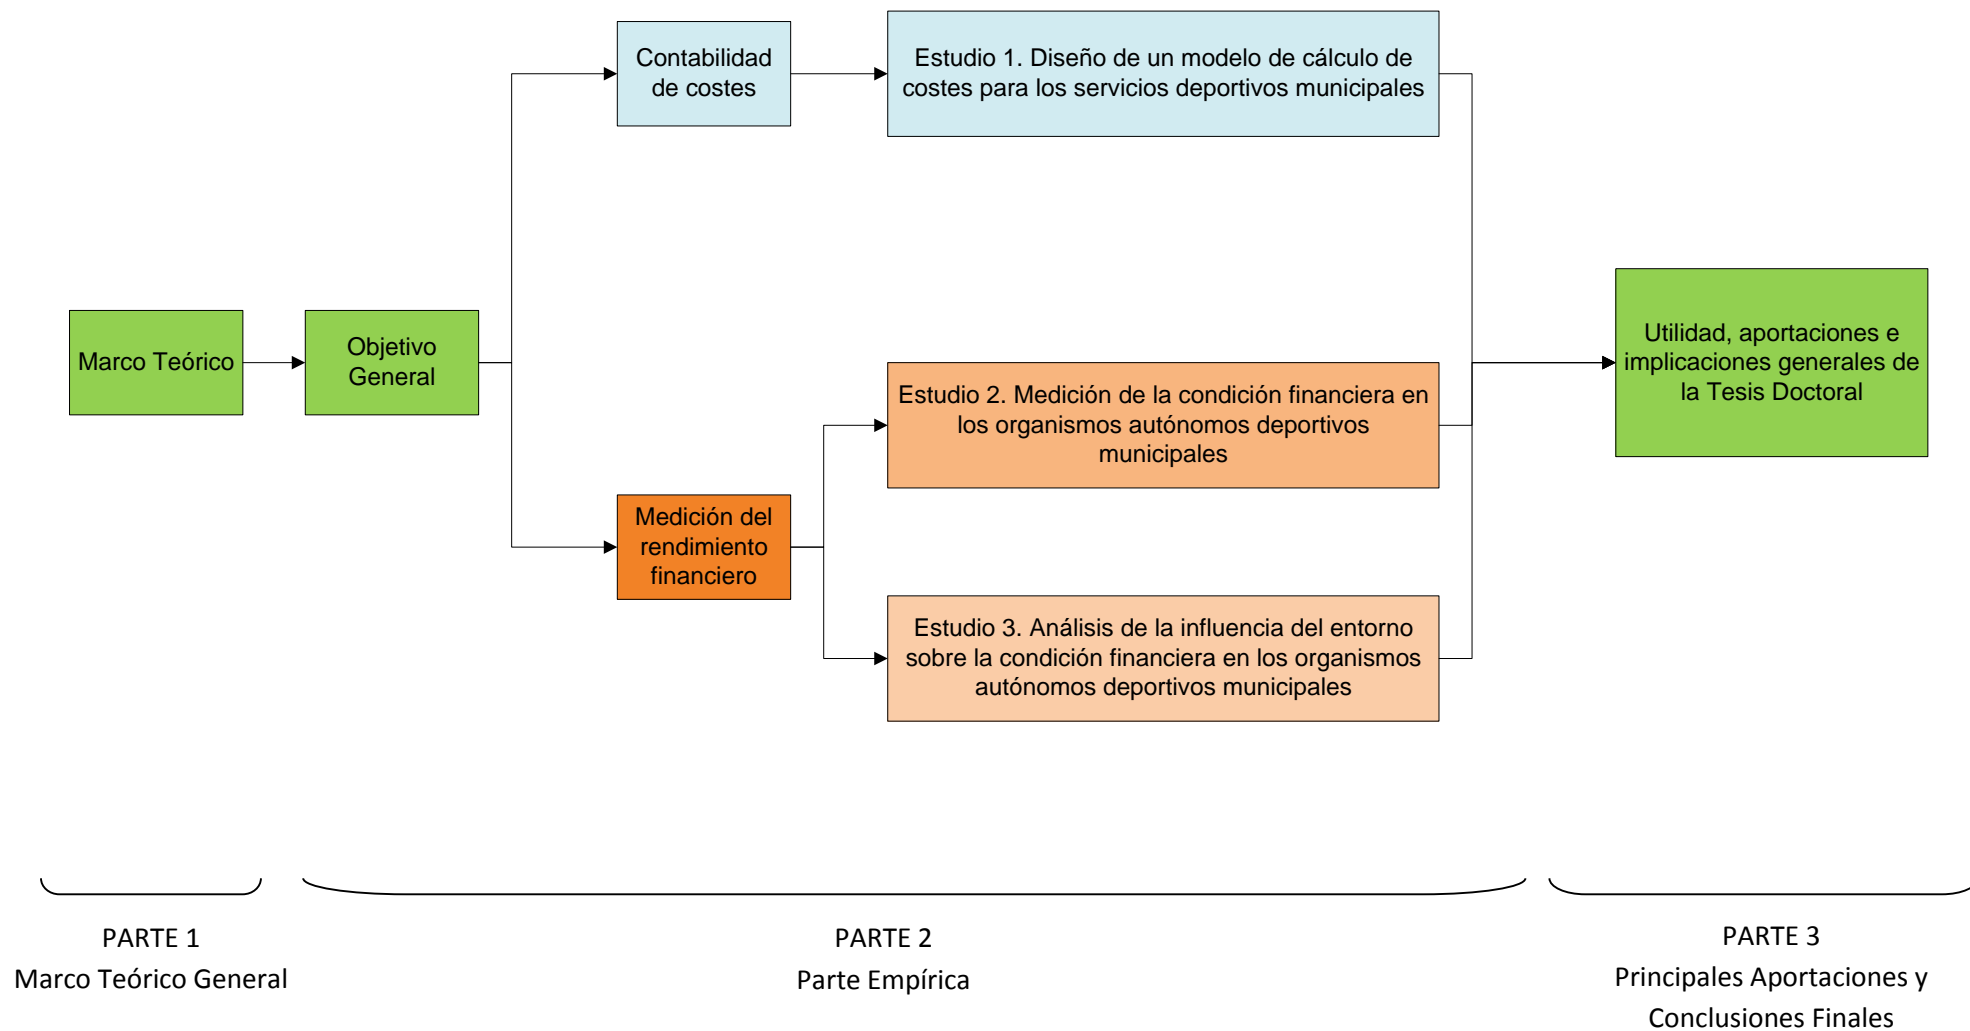 Contabilidad
de costes
Estudio 1. Diseño de un modelo de cálculo de
costes para los servicios deportivos municipales
Marco Teórico
Objetivo
General
Utilidad, aportaciones e
implicaciones generales de
la Tesis Doctoral
Estudio 2. Medición de la condición financiera en
los organismos autónomos deportivos
municipales
Medición del
rendimiento
financiero
Estudio 3. Análisis de la influencia del entorno
sobre la condición financiera en los organismos
autónomos deportivos municipales
PARTE 1
Marco Teórico General
PARTE 2
Parte Empírica
PARTE 3
Principales Aportaciones y
Conclusiones Finales